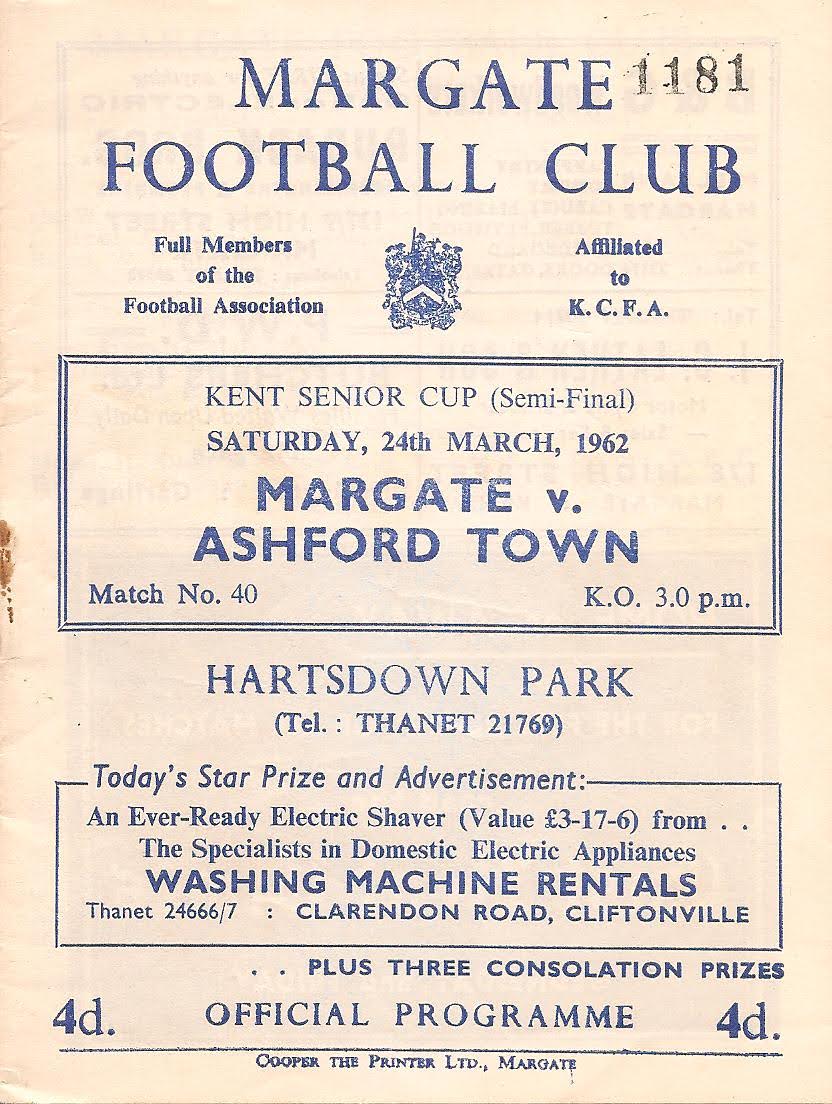 MARGATE 1181
FOOTBALL CLUB
Full Members
of the
Football Association
Affiliated
to
K. C. F. A.
KENT SENIOR CUP (Semi-Final)
SATURDAY, 24th MARCH, 1962
MARGATE v.
ASHFORD TOWN
Match No. 40 K.O. 3.0 p.m.
HARTSDOWN PARK
(Tel. : THANET 21769)
Today's Star Prize and Advertisement:
An Ever-Ready Electric Shaver (Value £3-17-6) from . .
The Specialists in Domestic Electric Appliances
WASHING MACHINE RENTALS
Thanet 24666/7 : CLARENDON ROAD, CLIFTONVILLE
. . PLUS THREE CONSOLATION PRIZES
4d. OFFICIAL PROGRAMME 4d.
COOPER THE PRINTER LTD., MARGATE